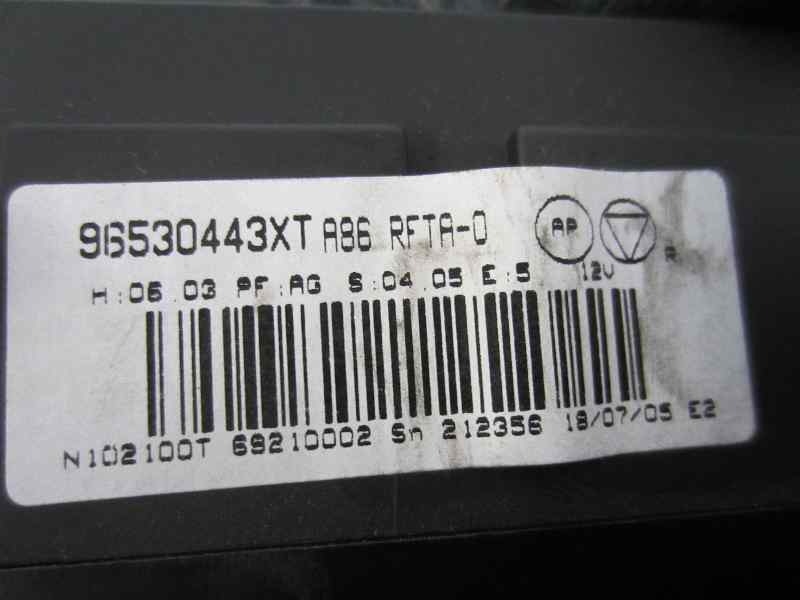 96530443XT A86 RFTA-0 AP
H:06.03 PF:AG S:04.05 E:5 12V R
N102100T 69210002 Sn 212356 18/07/05 E2